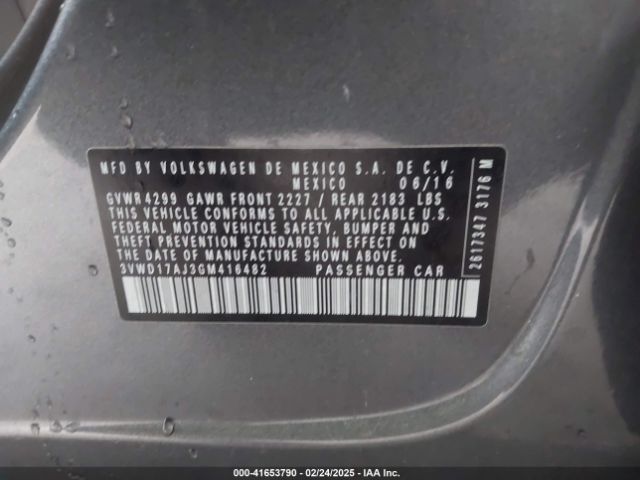 MFD BY VOLKSWAGEN DE MEXICO S.A. DE C.V.
MEXICO 06/16
GVWR 4299 GAWR FRONT 2227 / REAR 2183 LBS
THIS VEHICLE CONFORMS TO ALL APPLICABLE U.S.
FEDERAL MOTOR VEHICLE SAFETY, BUMPER AND
THEFT PREVENTION STANDARDS IN EFFECT ON
THE DATE OF MANUFACTURE SHOWN ABOVE.
3VWD17AJ3GM416482 PASSENGER CAR
2617347 3176 M
000-41653790 - 02/24/2025 - IAA Inc.